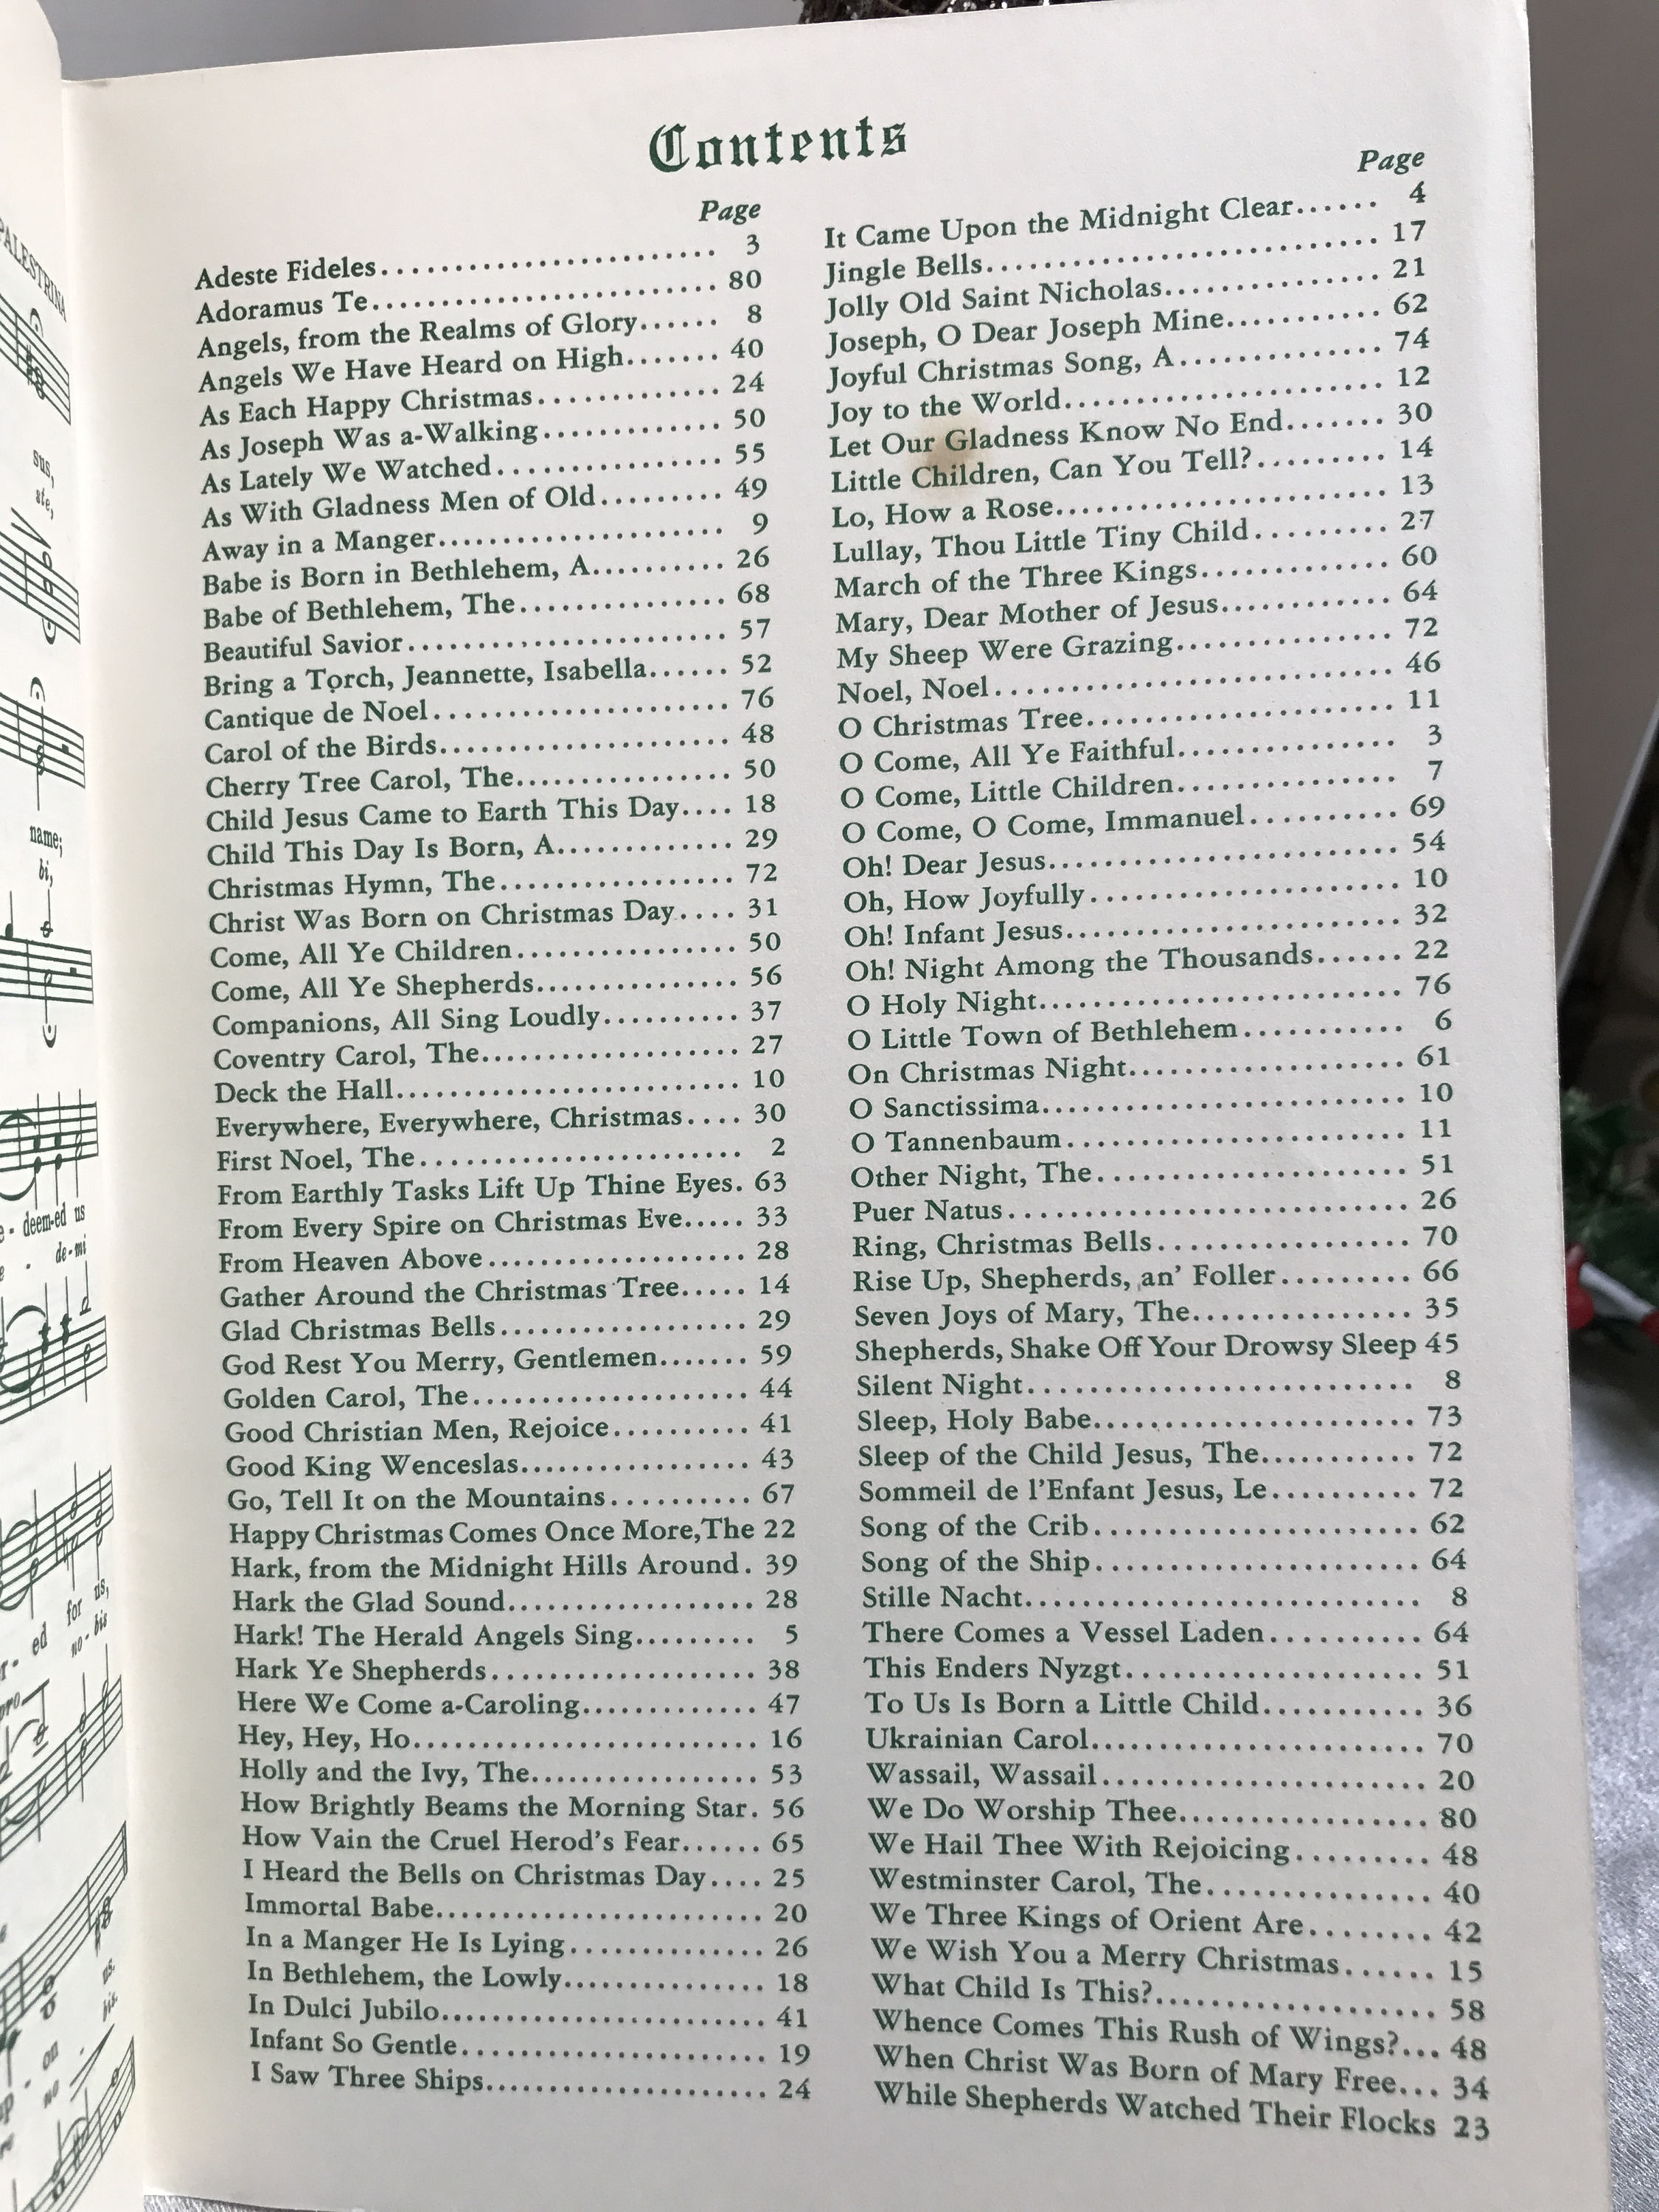 PALESTRINA
sus,
ste,
name;
bi,
deem-ed us
de - mi
r - ed for us,
pro no - bis
us.
bis.
on
no
Contents
Page
Adeste Fideles 3
Adoramus Te 80
Angels, from the Realms of Glory 8
Angels We Have Heard on High 40
As Each Happy Christmas 24
As Joseph Was a-Walking 50
As Lately We Watched 55
As With Gladness Men of Old 49
Away in a Manger 9
Babe is Born in Bethlehem, A 26
Babe of Bethlehem, The 68
Beautiful Savior 57
Bring a Torch, Jeannette, Isabella 52
Cantique de Noel 76
Carol of the Birds 48
Cherry Tree Carol, The 50
Child Jesus Came to Earth This Day 18
Child This Day Is Born, A 29
Christmas Hymn, The 72
Christ Was Born on Christmas Day 31
Come, All Ye Children 50
Come, All Ye Shepherds 56
Companions, All Sing Loudly 37
Coventry Carol, The 27
Deck the Hall 10
Everywhere, Everywhere, Christmas 30
First Noel, The 2
From Earthly Tasks Lift Up Thine Eyes. 63
From Every Spire on Christmas Eve 33
From Heaven Above 28
Gather Around the Christmas Tree 14
Glad Christmas Bells 29
God Rest You Merry, Gentlemen 59
Golden Carol, The 44
Good Christian Men, Rejoice 41
Good King Wenceslas 43
Go, Tell It on the Mountains 67
Happy Christmas Comes Once More, The 22
Hark, from the Midnight Hills Around. 39
Hark the Glad Sound 28
Hark! The Herald Angels Sing 5
Hark Ye Shepherds 38
Here We Come a-Caroling 47
Hey, Hey, Ho 16
Holly and the Ivy, The 53
How Brightly Beams the Morning Star. 56
How Vain the Cruel Herod's Fear 65
I Heard the Bells on Christmas Day 25
Immortal Babe 20
In a Manger He Is Lying 26
In Bethlehem, the Lowly 18
In Dulci Jubilo 41
Infant So Gentle 19
I Saw Three Ships 24
Page
It Came Upon the Midnight Clear 4
Jingle Bells 17
Jolly Old Saint Nicholas 21
Joseph, O Dear Joseph Mine 62
Joyful Christmas Song, A 74
Joy to the World 12
Let Our Gladness Know No End 30
Little Children, Can You Tell? 14
Lo, How a Rose 13
Lullay, Thou Little Tiny Child 27
March of the Three Kings 60
Mary, Dear Mother of Jesus 64
My Sheep Were Grazing 72
Noel, Noel 46
O Christmas Tree 11
O Come, All Ye Faithful 3
O Come, Little Children 7
O Come, O Come, Immanuel 69
Oh! Dear Jesus 54
Oh, How Joyfully 10
Oh! Infant Jesus 32
Oh! Night Among the Thousands 22
O Holy Night 76
O Little Town of Bethlehem 6
On Christmas Night 61
O Sanctissima 10
O Tannenbaum 11
Other Night, The 51
Puer Natus 26
Ring, Christmas Bells 70
Rise Up, Shepherds, an' Foller 66
Seven Joys of Mary, The 35
Shepherds, Shake Off Your Drowsy Sleep 45
Silent Night 8
Sleep, Holy Babe 73
Sleep of the Child Jesus, The 72
Sommeil de l'Enfant Jesus, Le 72
Song of the Crib 62
Song of the Ship 64
Stille Nacht 8
There Comes a Vessel Laden 64
This Enders Nyzgt 51
To Us Is Born a Little Child 36
Ukrainian Carol 70
Wassail, Wassail 20
We Do Worship Thee 80
We Hail Thee With Rejoicing 48
Westminster Carol, The 40
We Three Kings of Orient Are 42
We Wish You a Merry Christmas 15
What Child Is This? 58
Whence Comes This Rush of Wings? 48
When Christ Was Born of Mary Free 34
While Shepherds Watched Their Flocks 23